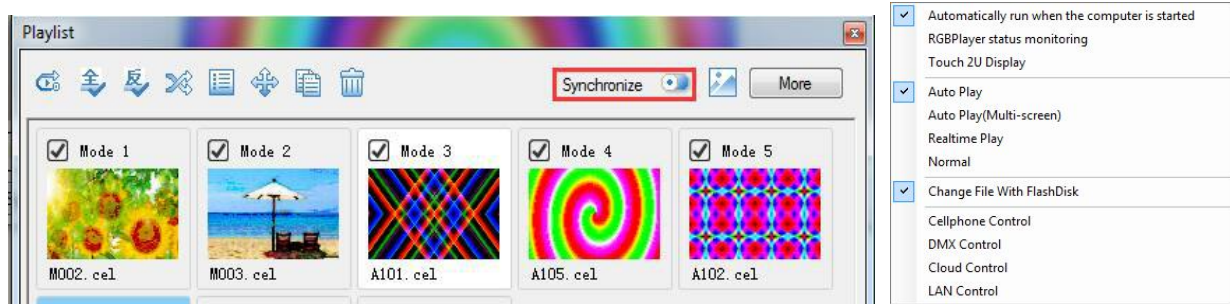 Playlist
全 反
Synchronize
More
Mode 1
Mode 2
Mode 3
Mode 4
Mode 5
M002. cel
M003. cel
A101. cel
A105. cel
A102. cel
Automatically run when the computer is started
RGBPlayer status monitoring
Touch 2U Display
Auto Play
Auto Play(Multi-screen)
Realtime Play
Normal
Change File With FlashDisk
Cellphone Control
DMX Control
Cloud Control
LAN Control